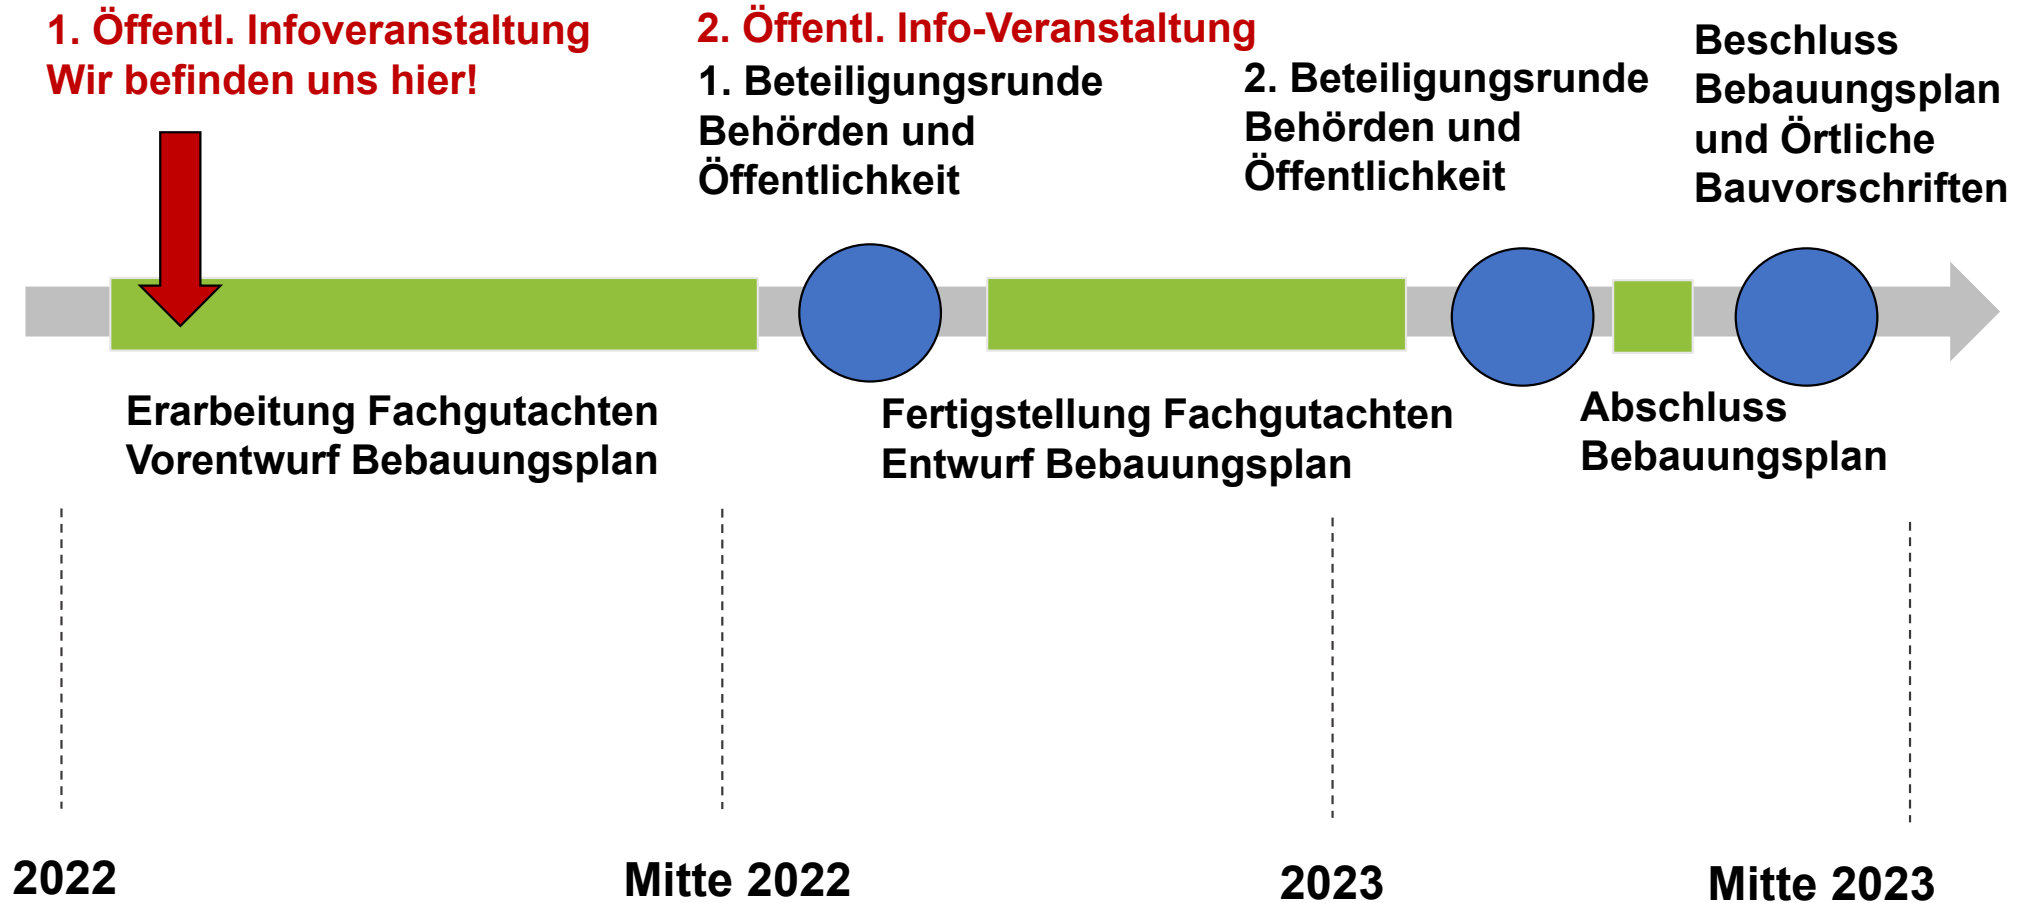 1. Öffentl. Infoveranstaltung
Wir befinden uns hier!
2. Öffentl. Info-Veranstaltung
1. Beteiligungsrunde
Behörden und
Öffentlichkeit
2. Beteiligungsrunde
Behörden und
Öffentlichkeit
Beschluss
Bebauungsplan
und Örtliche
Bauvorschriften
Erarbeitung Fachgutachten
Vorentwurf Bebauungsplan
Fertigstellung Fachgutachten
Entwurf Bebauungsplan
Abschluss
Bebauungsplan
2022
Mitte 2022
2023
Mitte 2023